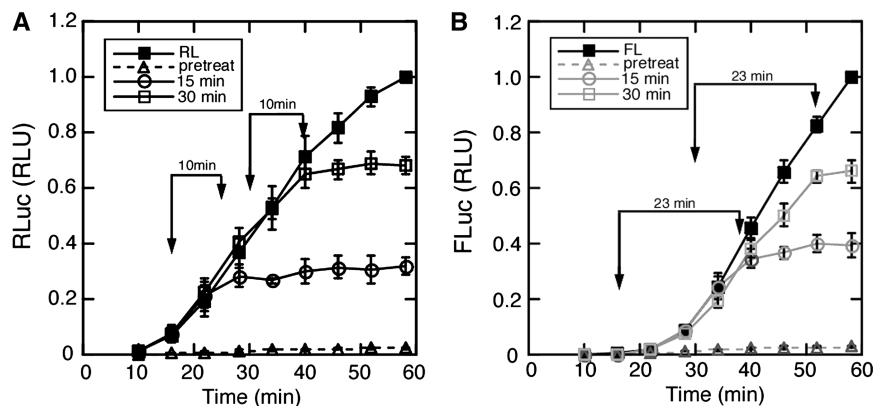 A
RLuc (RLU)
1.2
1.0
0.8
0.6
0.4
0.2
0
RL
pretreat
15 min
30 min
10min
10min
0 10 20 30 40 50 60
Time (min)
B
FLuc (RLU)
1.2
1.0
0.8
0.6
0.4
0.2
0
FL
pretreat
15 min
30 min
23 min
23 min
0 10 20 30 40 50 60
Time (min)